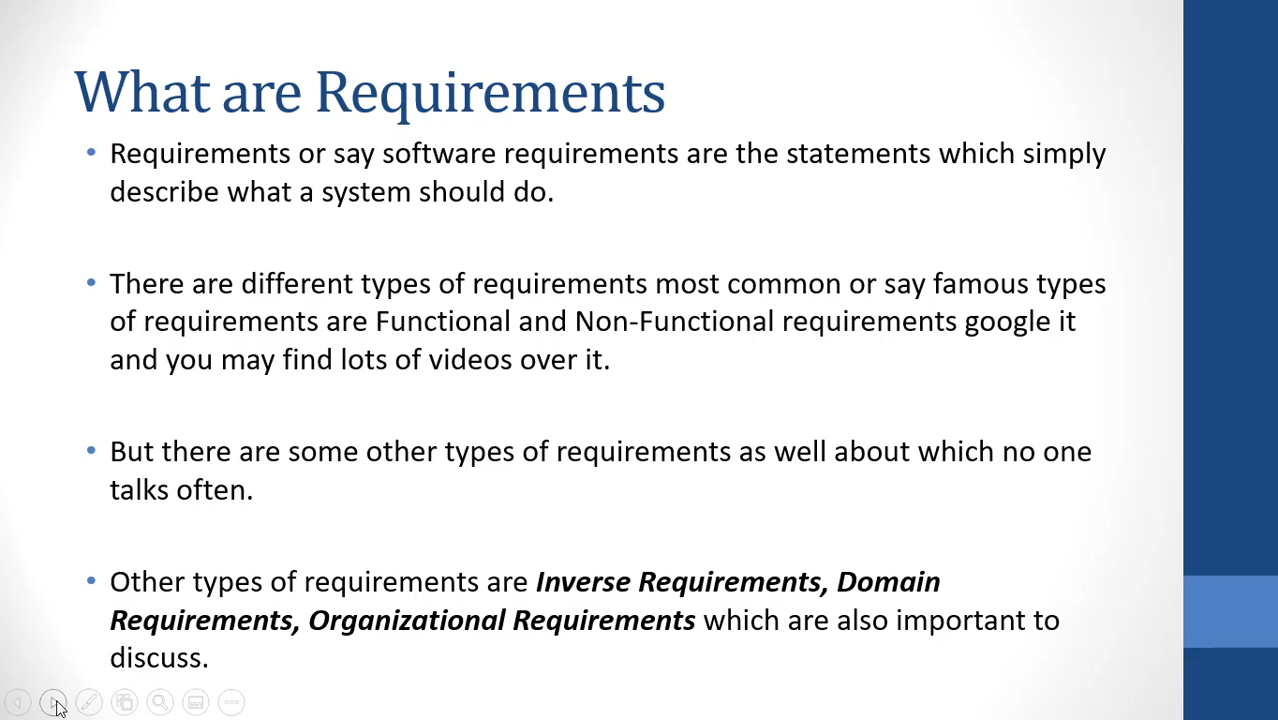 What are Requirements
• Requirements or say software requirements are the statements which simply
describe what a system should do.
• There are different types of requirements most common or say famous types
of requirements are Functional and Non-Functional requirements google it
and you may find lots of videos over it.
• But there are some other types of requirements as well about which no one
talks often.
• Other types of requirements are Inverse Requirements, Domain
Requirements, Organizational Requirements which are also important to
discuss.